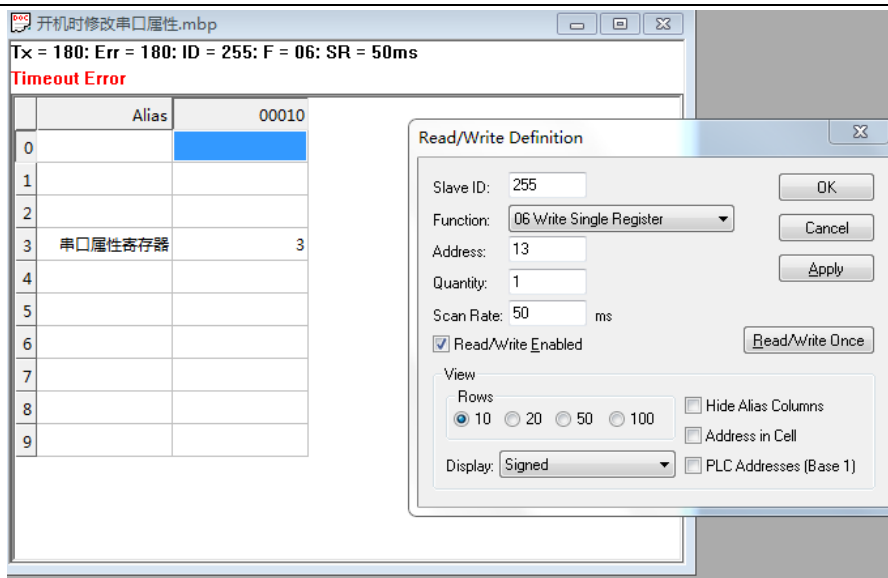 开机时修改串口属性.mbp
Tx = 180: Err = 180: ID = 255: F = 06: SR = 50ms
Timeout Error
Alias 00010
0
1
2
3 串口属性寄存器 3
4
5
6
7
8
9
Read/Write Definition
Slave ID: 255
OK
Function: 06 Write Single Register
Cancel
Address: 13
Apply
Quantity: 1
Scan Rate: 50 ms
Read/Write Enabled
Read/Write Once
View
Rows
10 20 50 100
Hide Alias Columns
Address in Cell
Display: Signed
PLC Addresses (Base 1)